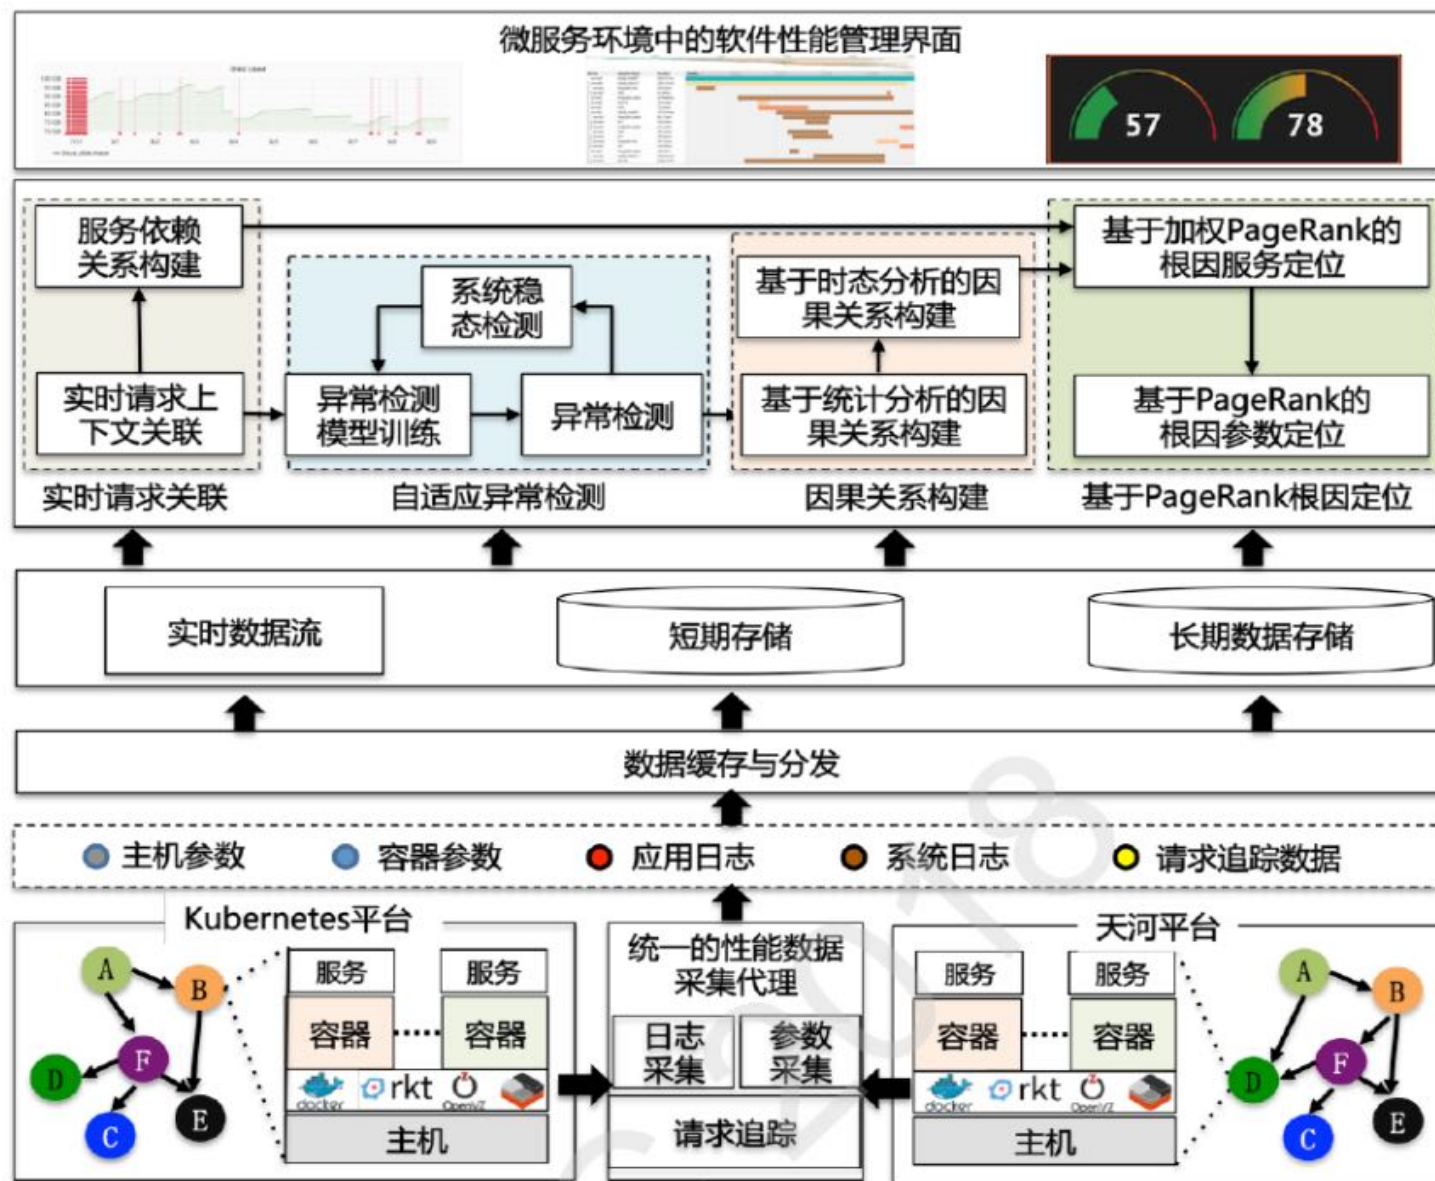 微服务环境中的软件性能管理界面
57
78
服务依赖
关系构建
基于加权PageRank的
根因服务定位
系统稳
态检测
基于时态分析的因
果关系构建
实时请求上
下文关联
异常检测
模型训练
异常检测
基于统计分析的因
果关系构建
基于PageRank的
根因参数定位
实时请求关联
自适应异常检测
因果关系构建
基于PageRank根因定位
实时数据流
短期存储
长期数据存储
数据缓存与分发
主机参数
容器参数
应用日志
系统日志
请求追踪数据
Kubernetes平台
A
B
F
D
C
E
服务
服务
容器
容器
docker
rkt
OpenVZ
主机
统一的性能数据
采集代理
日志
采集
参数
采集
请求追踪
天河平台
服务
服务
容器
容器
docker
rkt
OpenVZ
主机
A
B
F
D
C
E
2018